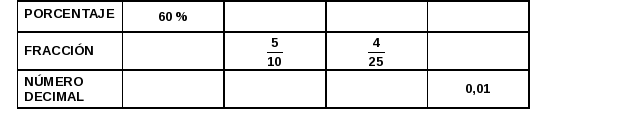 PORCENTAJE 60 %
FRACCIÓN 5/10 4/25
NÚMERO DECIMAL 0,01